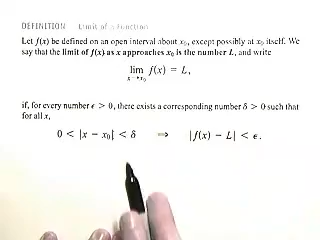 DEFINITION Limit of a Function
Let f(x) be defined on an open interval about x₀, except possibly at x₀ itself. We
say that the limit of f(x) as x approaches x₀ is the number L, and write
lim f(x) = L,
x→x₀
if, for every number ϵ > 0, there exists a corresponding number δ > 0 such that
for all x,
0 < |x − x₀| < δ ⟹ |f(x) − L| < ϵ.